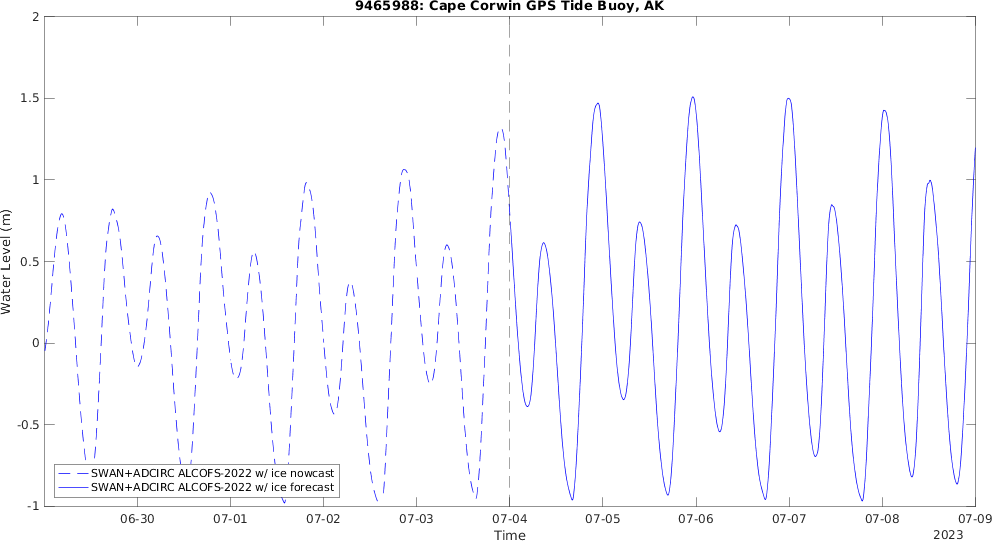 9465988: Cape Corwin GPS Tide Buoy, AK
2
1.5
1
0.5
0
-0.5
-1
Water Level (m)
SWAN+ADCIRC ALCOFS-2022 w/ ice nowcast
SWAN+ADCIRC ALCOFS-2022 w/ ice forecast
06-30 07-01 07-02 07-03 07-04 07-05 07-06 07-07 07-08 07-09
Time
2023